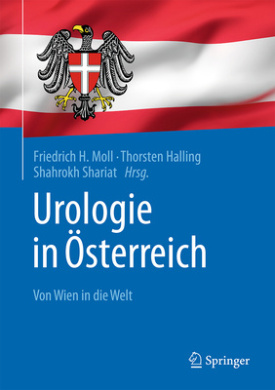 Friedrich H. Moll · Thorsten Halling
Shahrokh Shariat Hrsg.
Urologie
in Österreich
Von Wien in die Welt
Springer